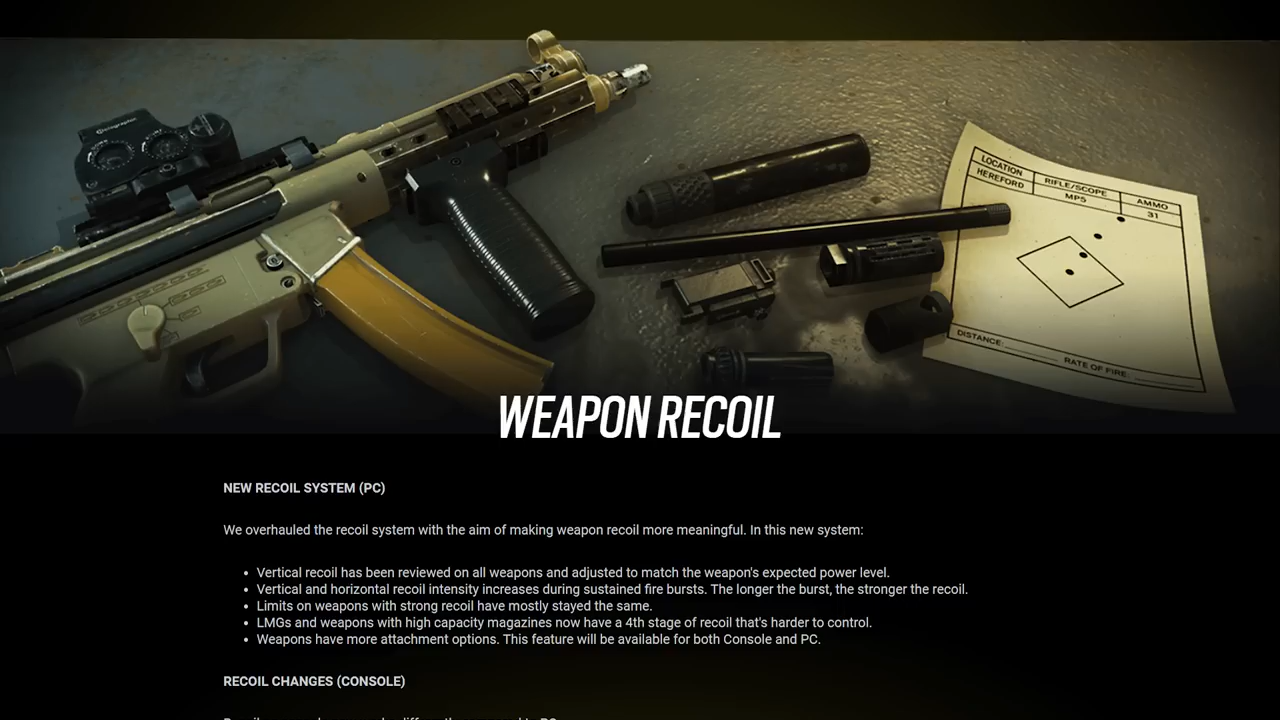 LOCATION
HEREFORD
RIFLE/SCOPE
MP5
AMMO
31
DISTANCE:
RATE OF FIRE:
WEAPON RECOIL
NEW RECOIL SYSTEM (PC)
We overhauled the recoil system with the aim of making weapon recoil more meaningful. In this new system:
• Vertical recoil has been reviewed on all weapons and adjusted to match the weapon's expected power level.
• Vertical and horizontal recoil intensity increases during sustained fire bursts. The longer the burst, the stronger the recoil.
• Limits on weapons with strong recoil have mostly stayed the same.
• LMGs and weapons with high capacity magazines now have a 4th stage of recoil that's harder to control.
• Weapons have more attachment options. This feature will be available for both Console and PC.
RECOIL CHANGES (CONSOLE)